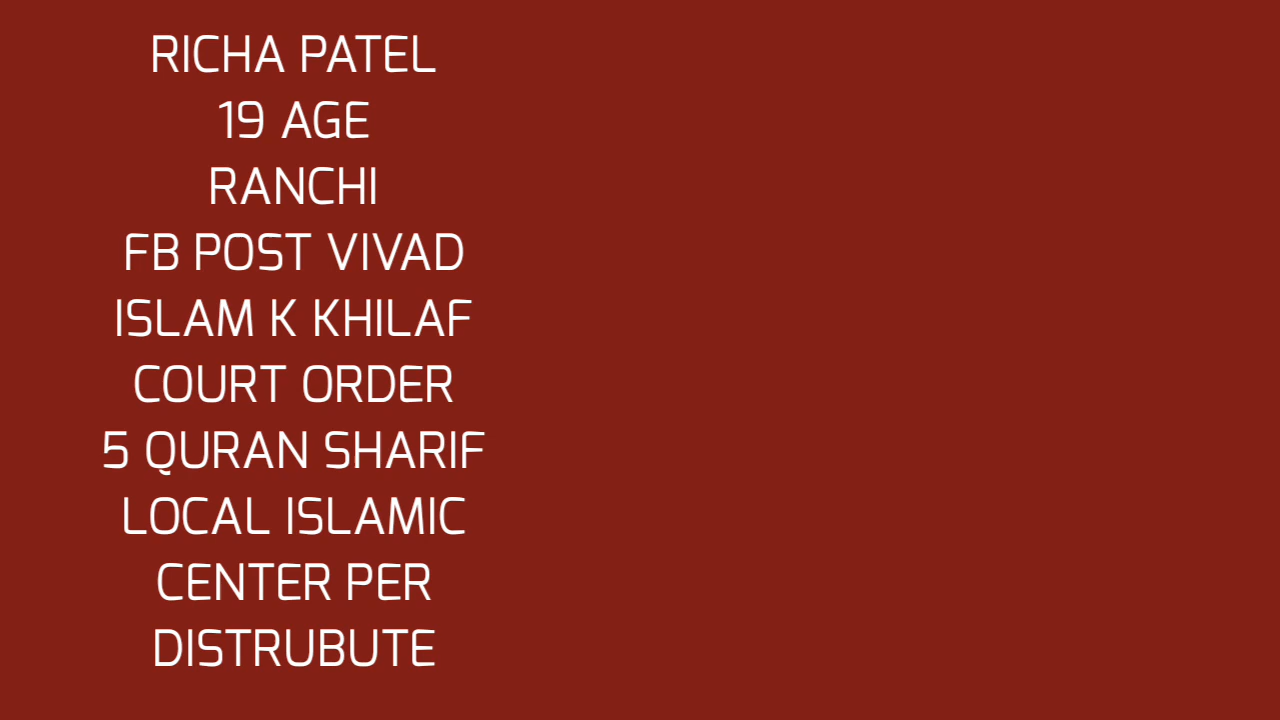 RICHA PATEL
19 AGE
RANCHI
FB POST VIVAD
ISLAM K KHILAF
COURT ORDER
5 QURAN SHARIF
LOCAL ISLAMIC
CENTER PER
DISTRUBUTE